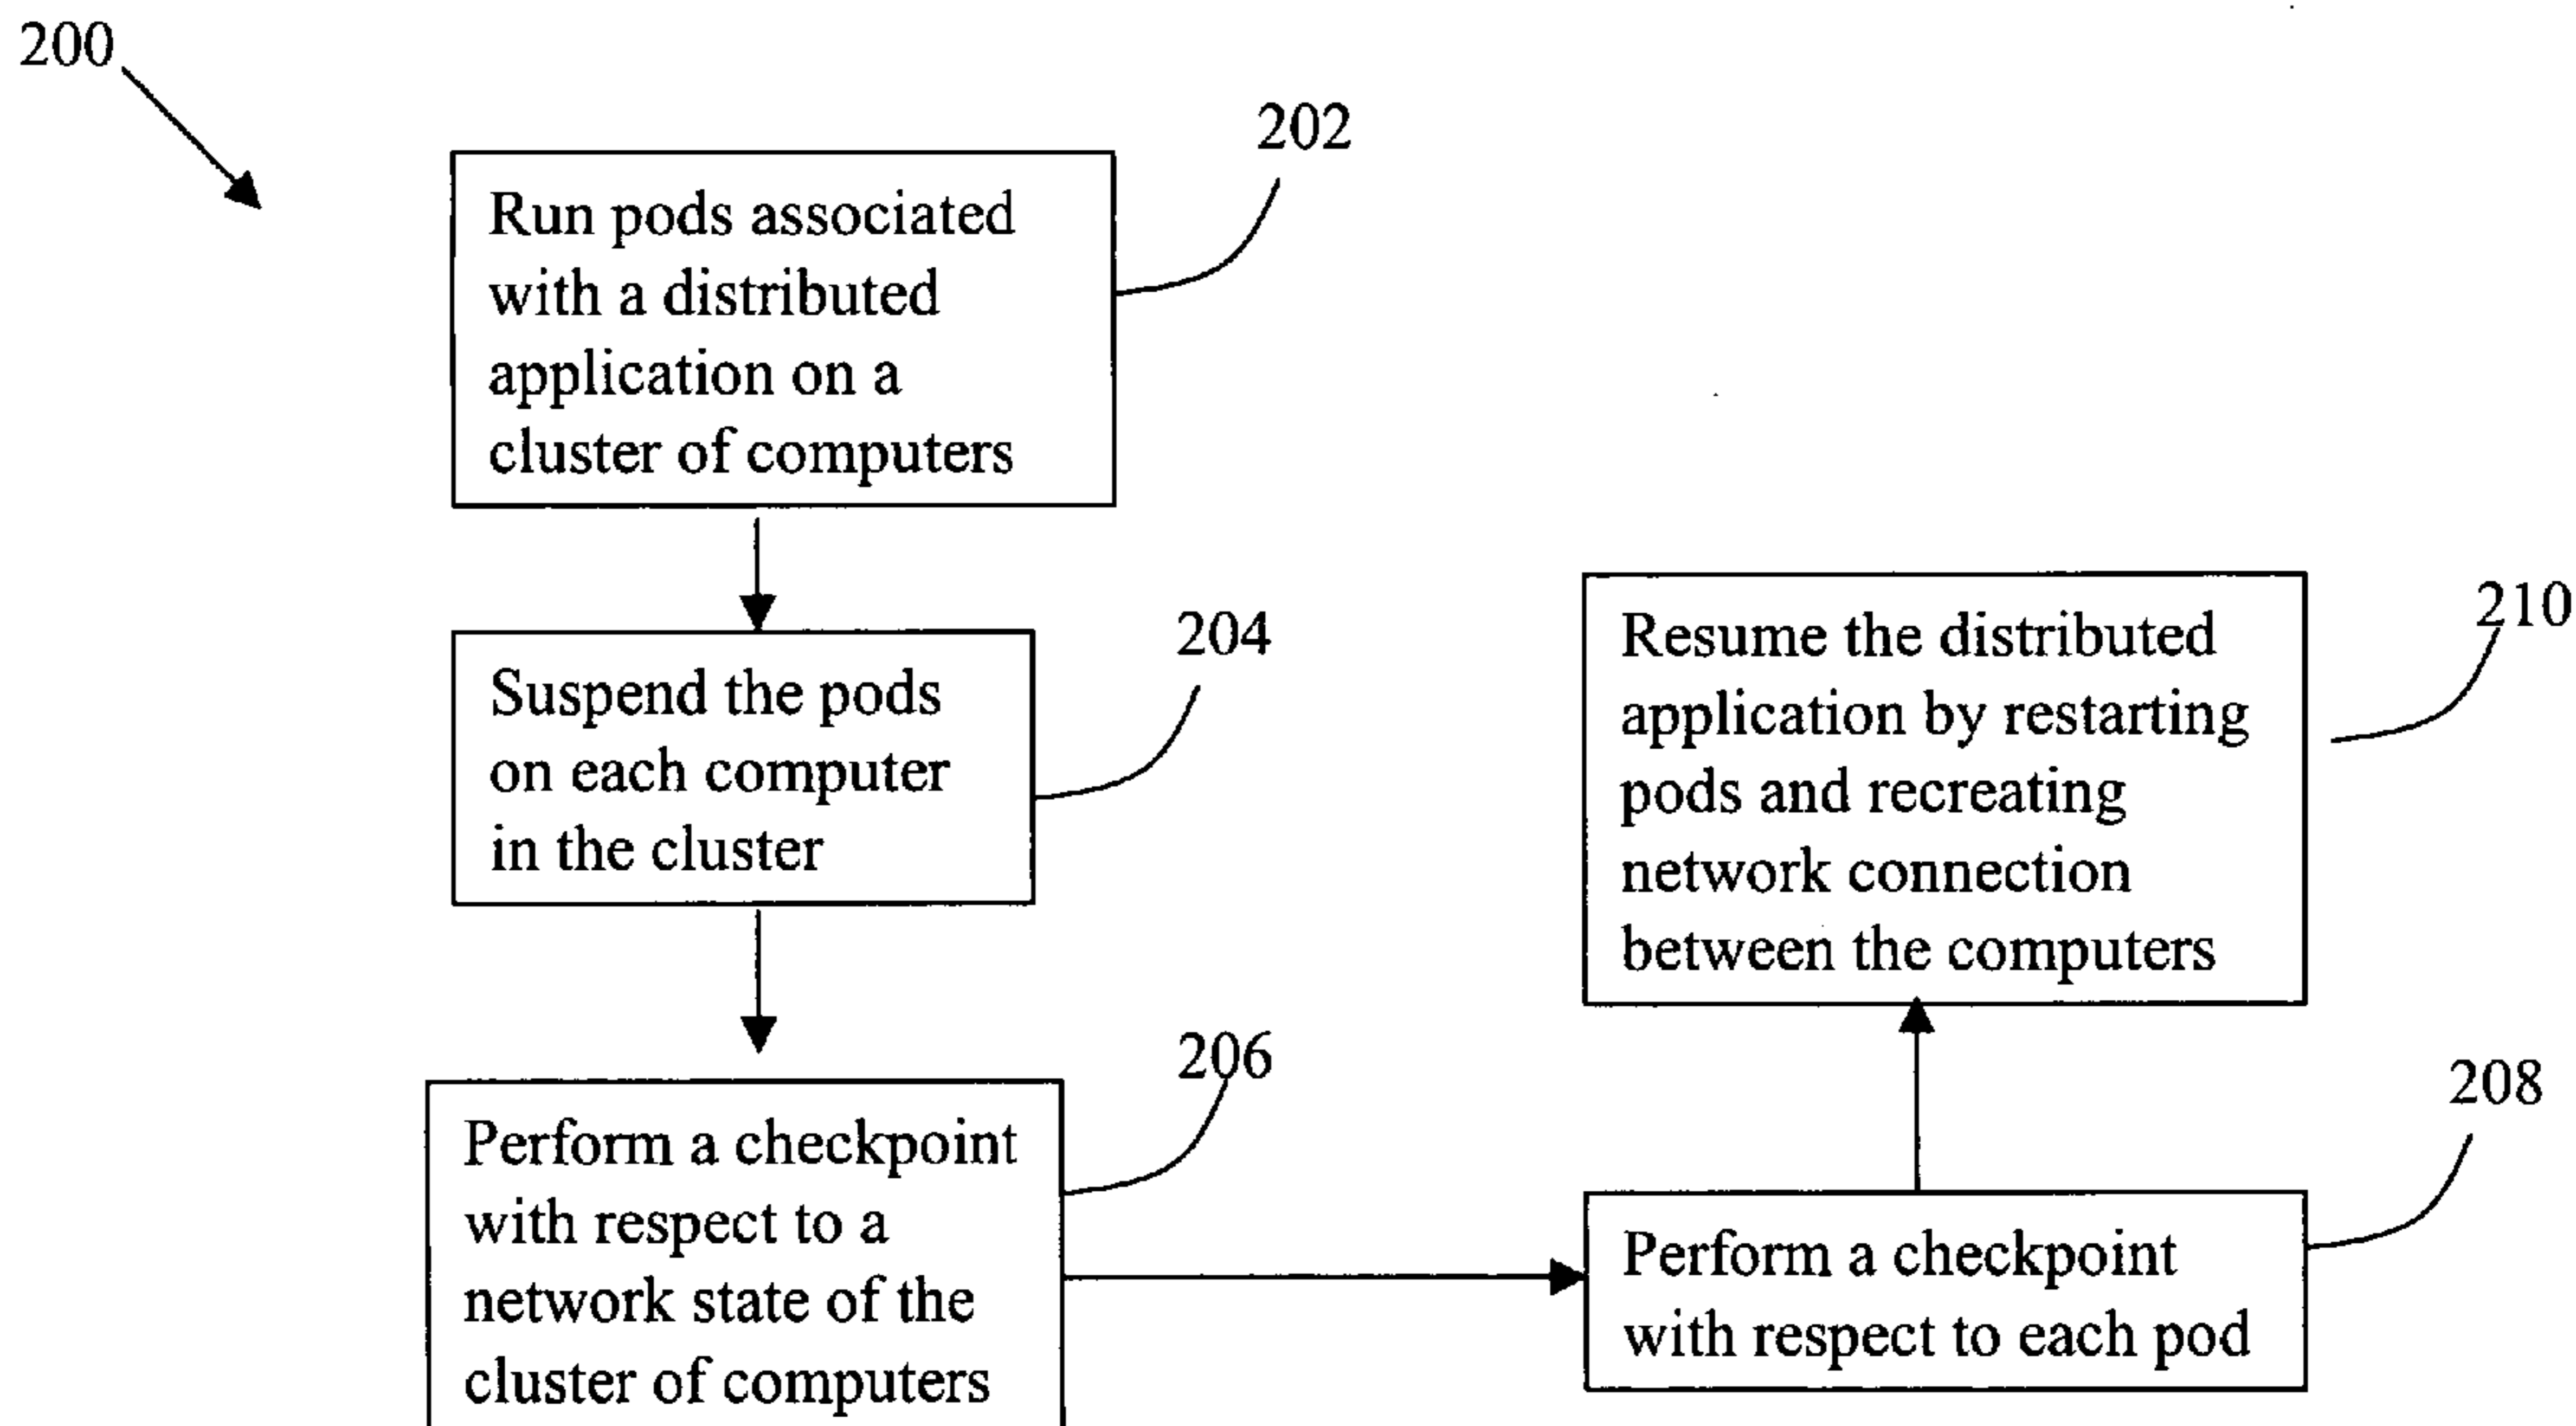 200
202
Run pods associated
with a distributed
application on a
cluster of computers
204
Suspend the pods
on each computer
in the cluster
206
Perform a checkpoint
with respect to a
network state of the
cluster of computers
208
Perform a checkpoint
with respect to each pod
210
Resume the distributed
application by restarting
pods and recreating
network connection
between the computers